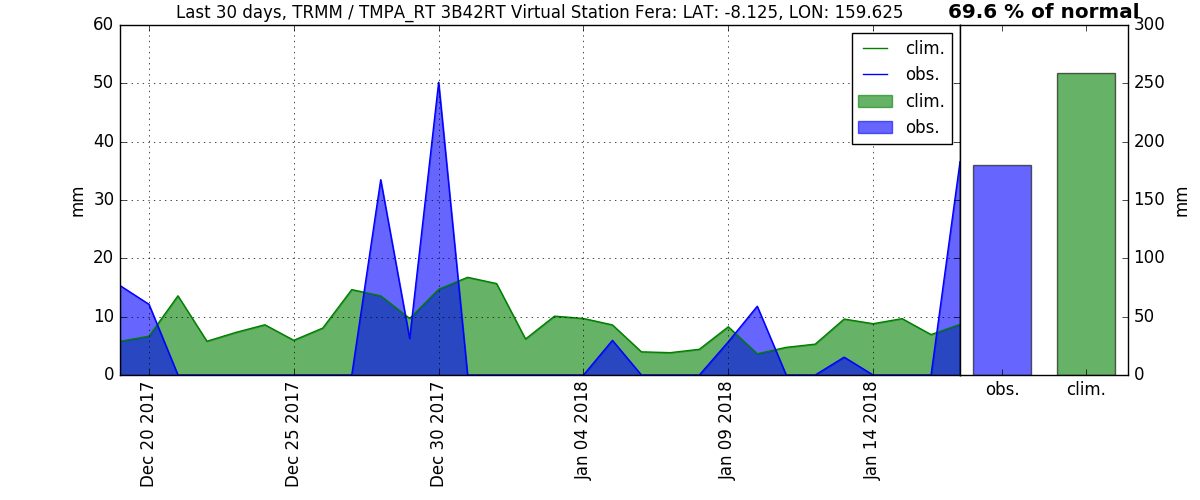 Last 30 days, TRMM / TMPA_RT 3B42RT Virtual Station Fera: LAT: -8.125, LON: 159.625
69.6 % of normal
60
50
40
30
20
10
0
mm
clim.
obs.
clim.
obs.
Dec 20 2017
Dec 25 2017
Dec 30 2017
Jan 04 2018
Jan 09 2018
Jan 14 2018
300
250
200
150
100
50
0
mm
obs.
clim.